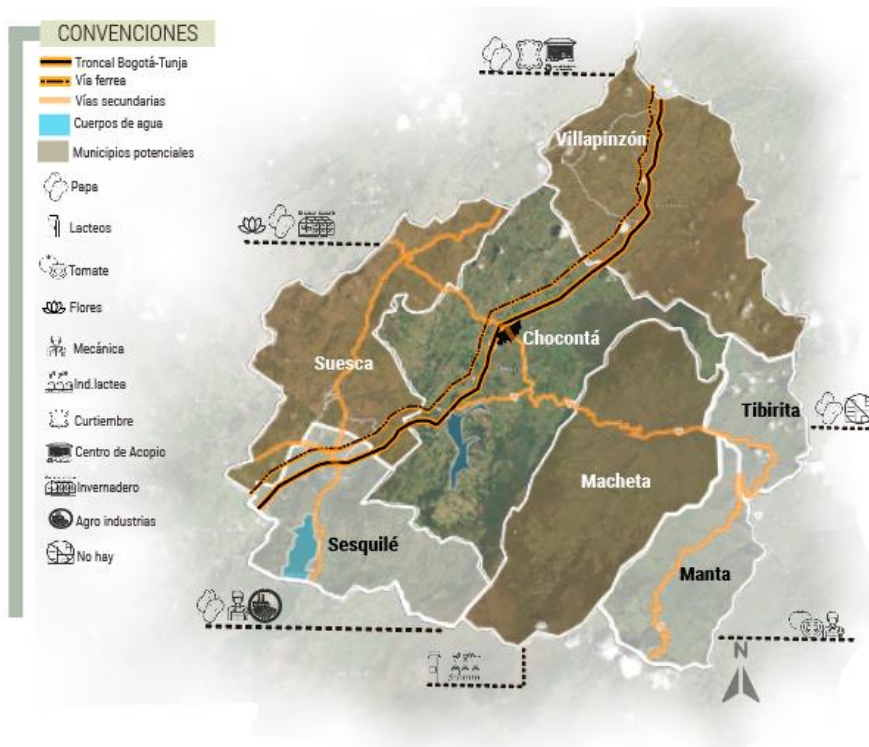 CONVENCIONES
Troncal Bogotá-Tunja
Vía ferrea
Vías secundarias
Cuerpos de agua
Municipios potenciales
Papa
Lacteos
Tomate
Flores
Mecánica
Ind.lactea
Curtiembre
Centro de Acopio
Invernadero
Agro industrias
No hay
Villapinzón
Chocontá
Suesca
Tibirita
Macheta
Sesquilé
Manta
N